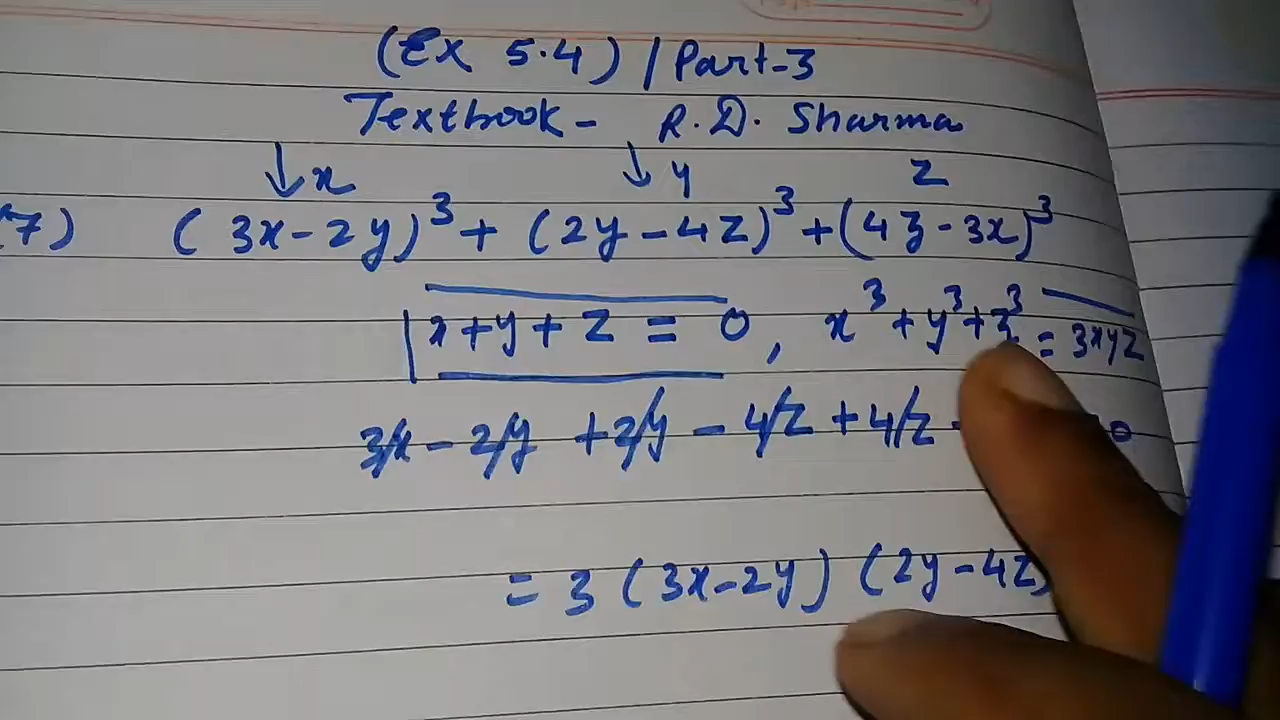 (Ex 5.4) / Part-3
Textbook - R.D. Sharma
↓x ↓y z
7) (3x-2y)³ + (2y-4z)³ + (4z-3x)³
x+y+z = 0, x³+y³+z³ = 3xyz
3x - 2y + 2y - 4z + 4z -
= 3 (3x-2y) (2y-4z)